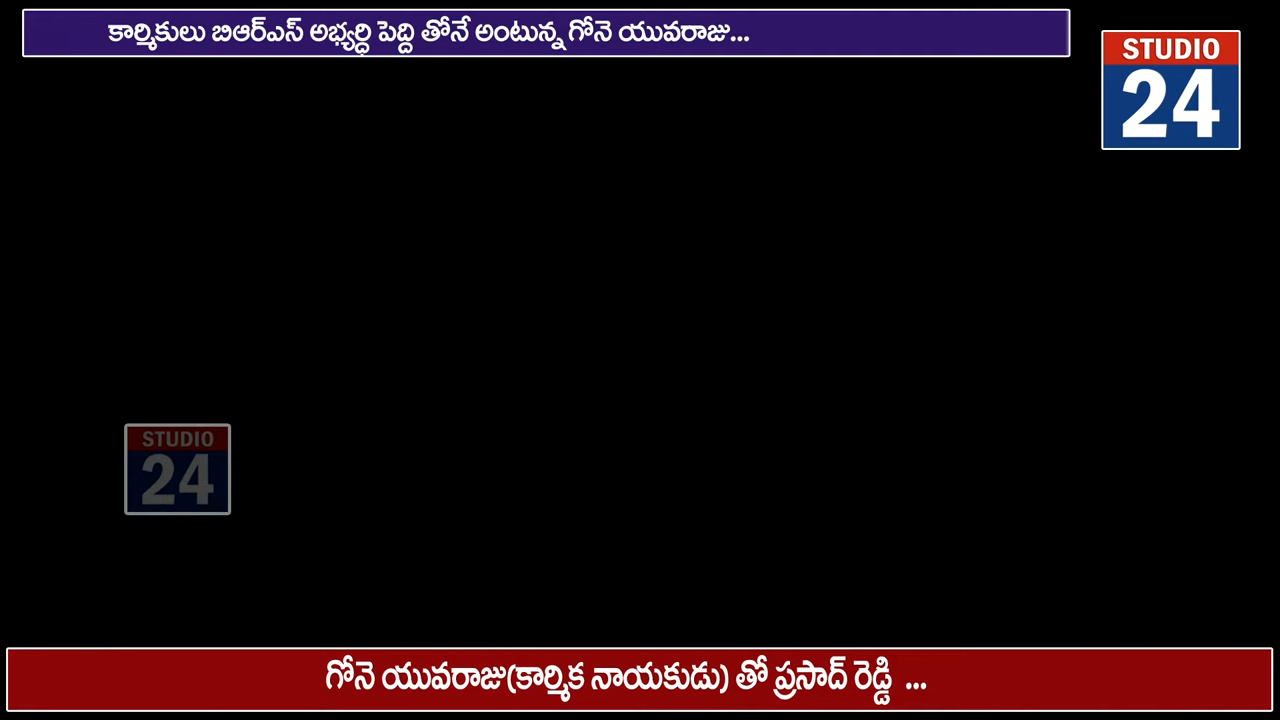 కార్మికులు బిఆర్ఎస్ అభ్యర్ధి పెద్ది తోనే అంటున్న గోనె యువరాజు...
STUDIO
24
STUDIO
24
గోనె యువరాజు(కార్మిక నాయకుడు) తో ప్రసాద్ రెడ్డి ...